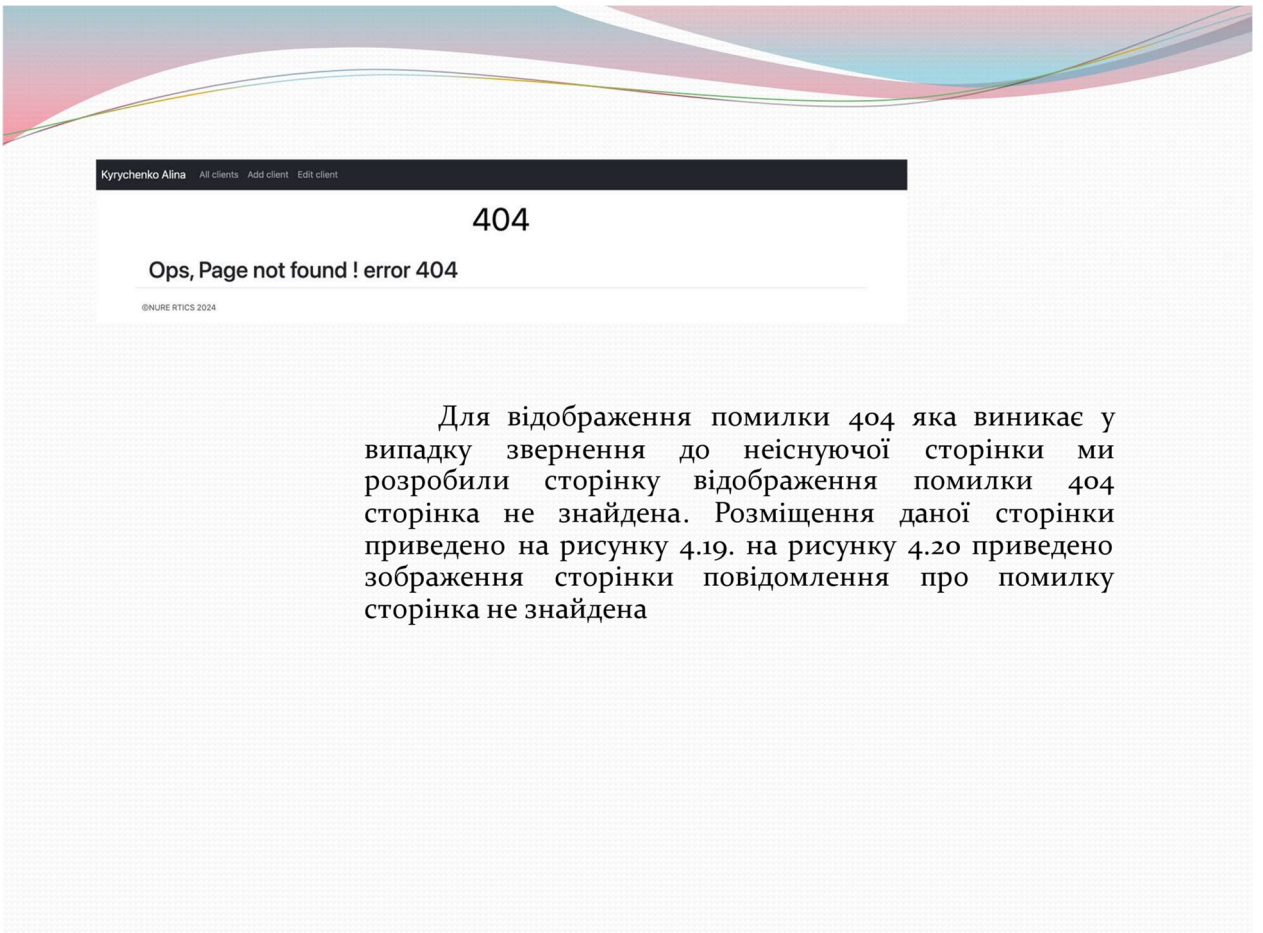 Kyrychenko Alina All clients Add client Edit client
404
Ops, Page not found ! error 404
©NURE RTICS 2024
Для відображення помилки 404 яка виникає у
випадку звернення до неіснуючої сторінки ми
розробили сторінку відображення помилки 404
сторінка не знайдена. Розміщення даної сторінки
приведено на рисунку 4.19. на рисунку 4.20 приведено
зображення сторінки повідомлення про помилку
сторінка не знайдена